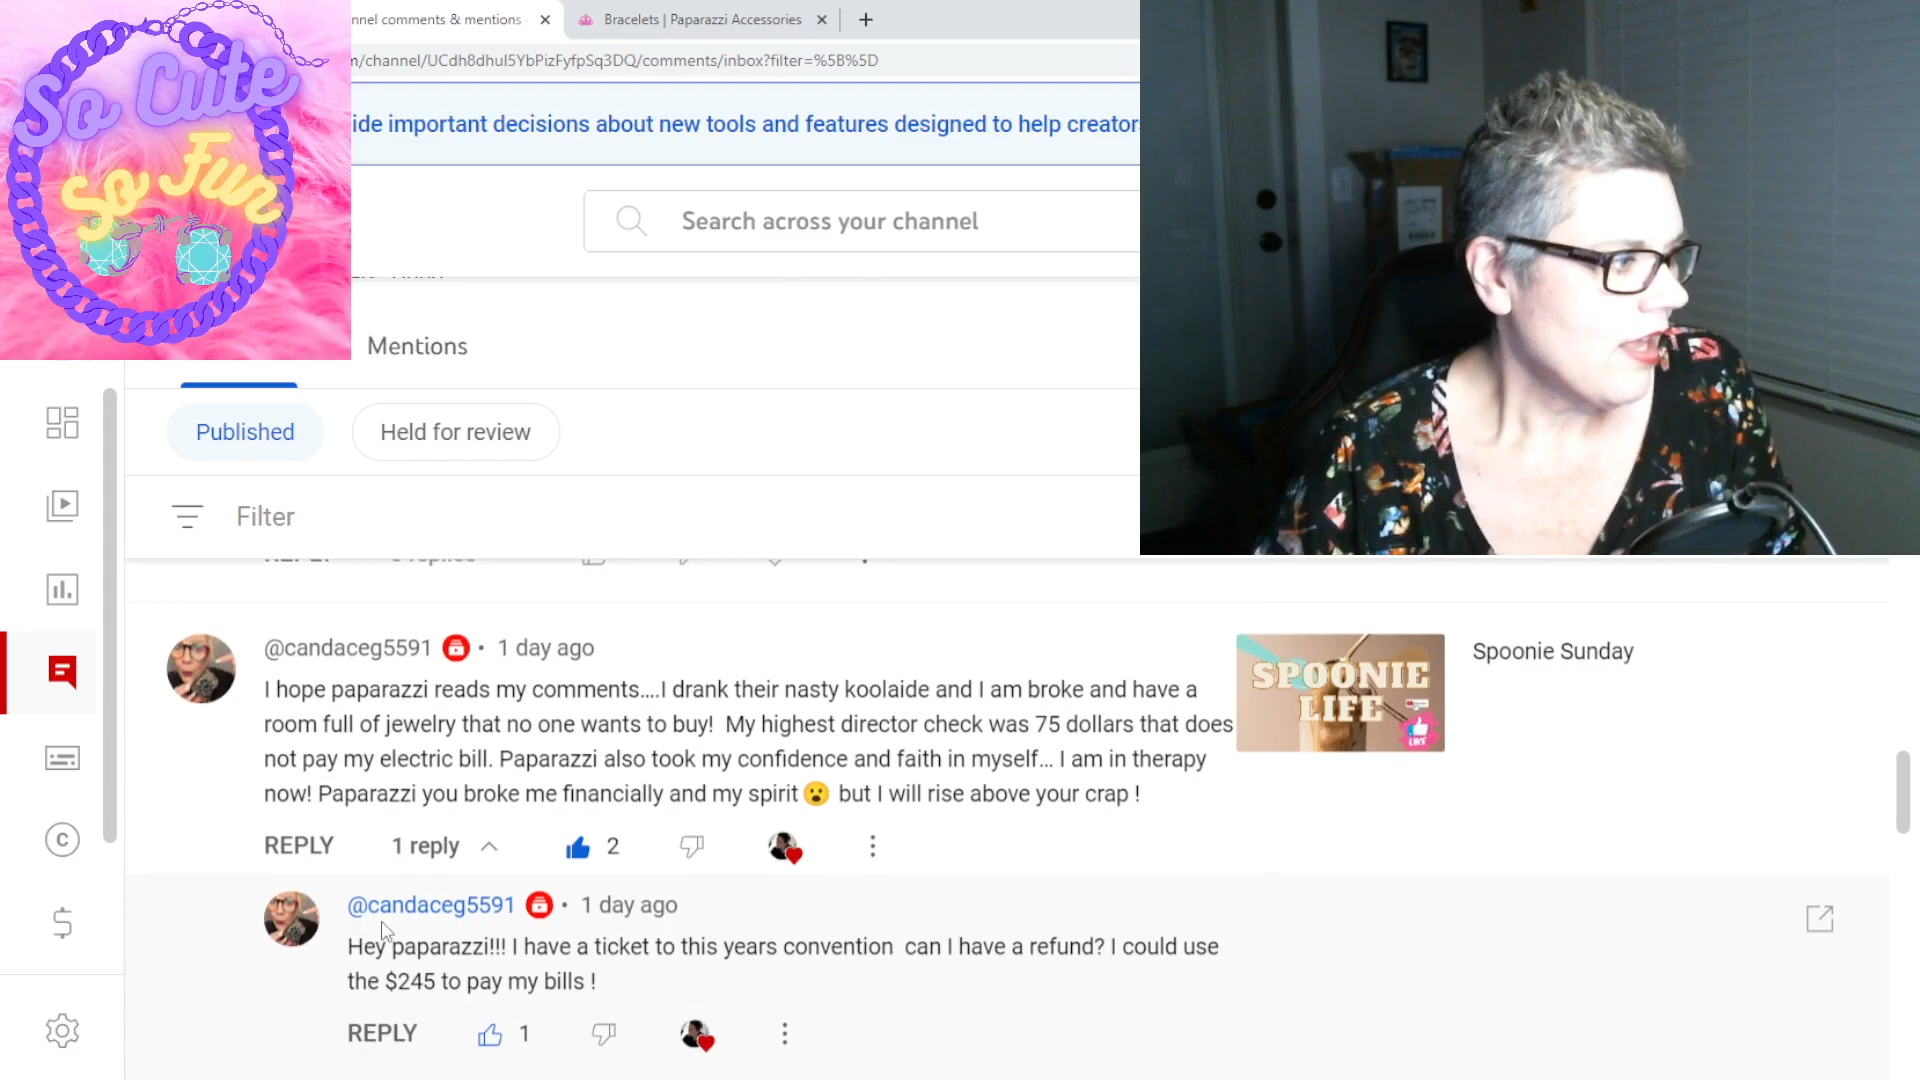 nnel comments & mentions
Bracelets | Paparazzi Accessories
/channel/UCdh8dhul5YbPizFyfpSq3DQ/comments/inbox?filter=%5B%5D
So Cute
So Fun
ide important decisions about new tools and features designed to help creator
Search across your channel
Mentions
Published
Held for review
Filter
REPLY
replies
@candaceg5591 • 1 day ago
Spoonie Sunday
SPOONIE
LIFE
LIKE
I hope paparazzi reads my comments....I drank their nasty koolaide and I am broke and have a
room full of jewelry that no one wants to buy! My highest director check was 75 dollars that does
not pay my electric bill. Paparazzi also took my confidence and faith in myself... I am in therapy
now! Paparazzi you broke me financially and my spirit 😮 but I will rise above your crap !
REPLY 1 reply 2
@candaceg5591 • 1 day ago
Hey paparazzi!!! I have a ticket to this years convention can I have a refund? I could use
the $245 to pay my bills !
REPLY 1